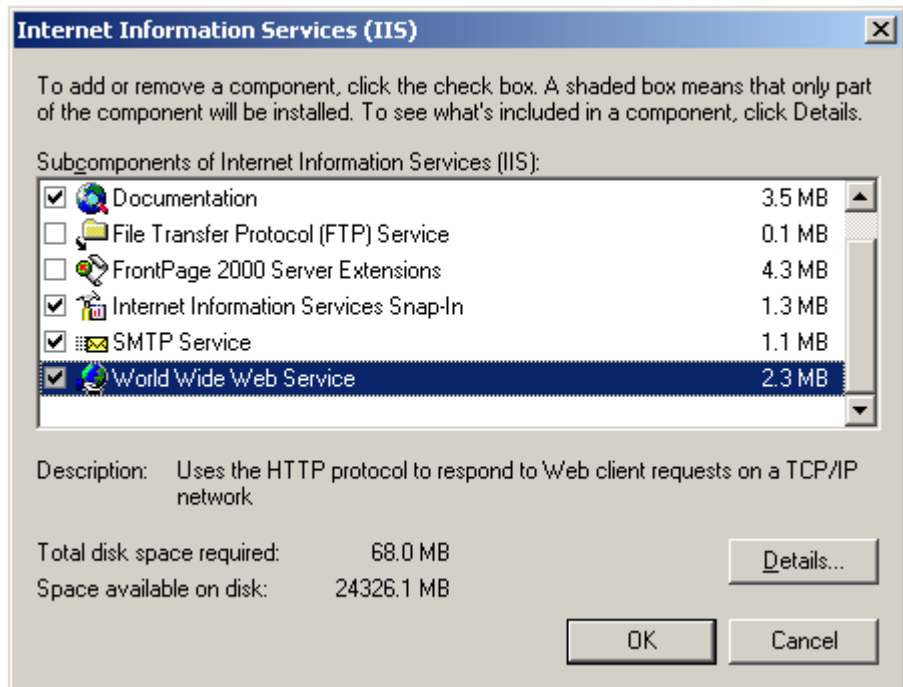 Internet Information Services (IIS)
To add or remove a component, click the check box. A shaded box means that only part
of the component will be installed. To see what's included in a component, click Details.
Subcomponents of Internet Information Services (IIS):
Documentation 3.5 MB
File Transfer Protocol (FTP) Service 0.1 MB
FrontPage 2000 Server Extensions 4.3 MB
Internet Information Services Snap-In 1.3 MB
SMTP Service 1.1 MB
World Wide Web Service 2.3 MB
Description: Uses the HTTP protocol to respond to Web client requests on a TCP/IP
network
Total disk space required: 68.0 MB
Details...
Space available on disk: 24326.1 MB
OK Cancel